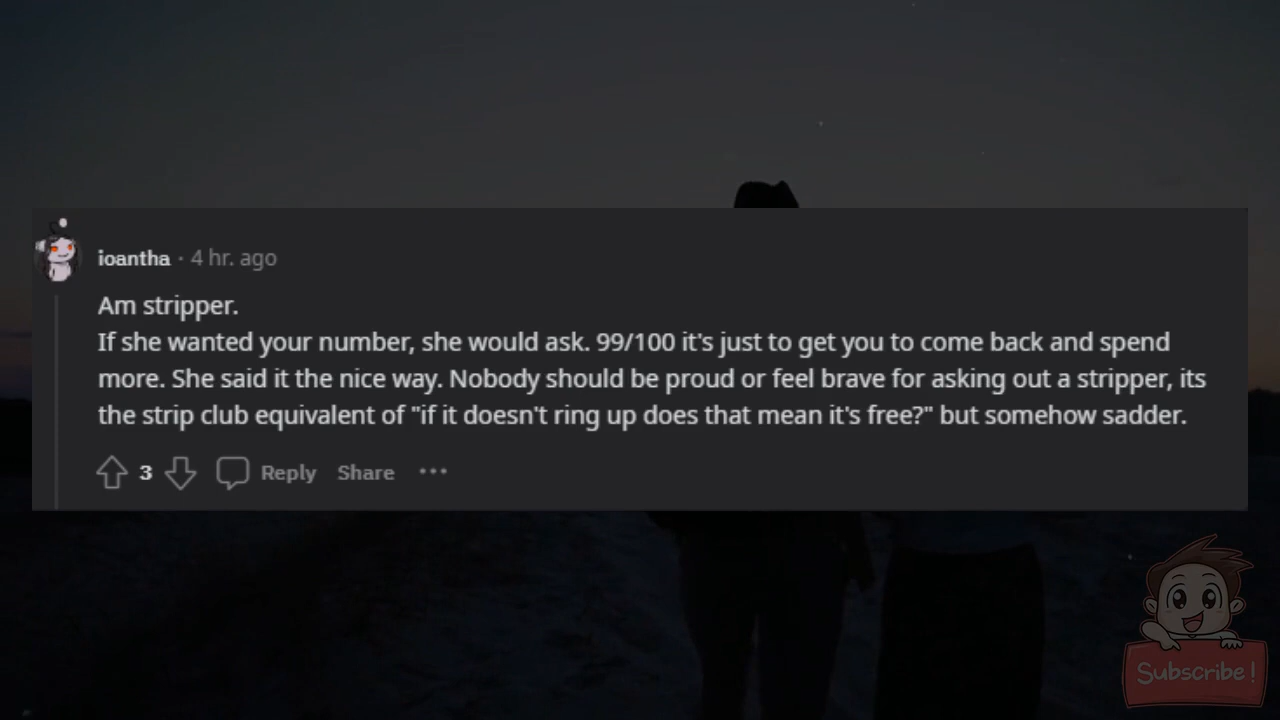 ioantha · 4 hr. ago
Am stripper.
If she wanted your number, she would ask. 99/100 it's just to get you to come back and spend
more. She said it the nice way. Nobody should be proud or feel brave for asking out a stripper, its
the strip club equivalent of "if it doesn't ring up does that mean it's free?" but somehow sadder.
3 Reply Share ···
Subscribe!